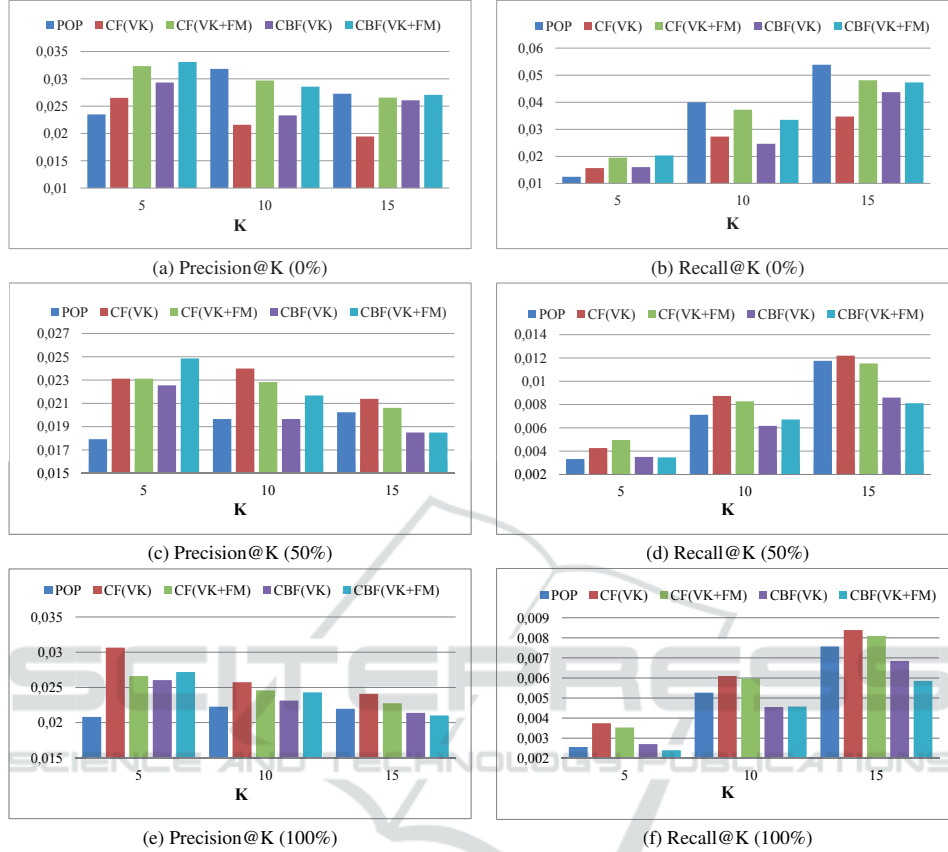 POP CF(VK) CF(VK+FM) CBF(VK) CBF(VK+FM)
0,035
0,03
0,025
0,02
0,015
0,01
5 10 15
K
(a) Precision@K (0%)
POP CF(VK) CF(VK+FM) CBF(VK) CBF(VK+FM)
0,06
0,05
0,04
0,03
0,02
0,01
5 10 15
K
(b) Recall@K (0%)
POP CF(VK) CF(VK+FM) CBF(VK) CBF(VK+FM)
0,027
0,025
0,023
0,021
0,019
0,017
0,015
5 10 15
K
(c) Precision@K (50%)
POP CF(VK) CF(VK+FM) CBF(VK) CBF(VK+FM)
0,014
0,012
0,01
0,008
0,006
0,004
0,002
5 10 15
K
(d) Recall@K (50%)
POP CF(VK) CF(VK+FM) CBF(VK) CBF(VK+FM)
0,035
0,03
0,025
0,02
0,015
5 10 15
K
(e) Precision@K (100%)
POP CF(VK) CF(VK+FM) CBF(VK) CBF(VK+FM)
0,009
0,008
0,007
0,006
0,005
0,004
0,003
0,002
5 10 15
K
(f) Recall@K (100%)
SCITEPRESS
SCIENCE AND TECHNOLOGY PUBLICATIONS